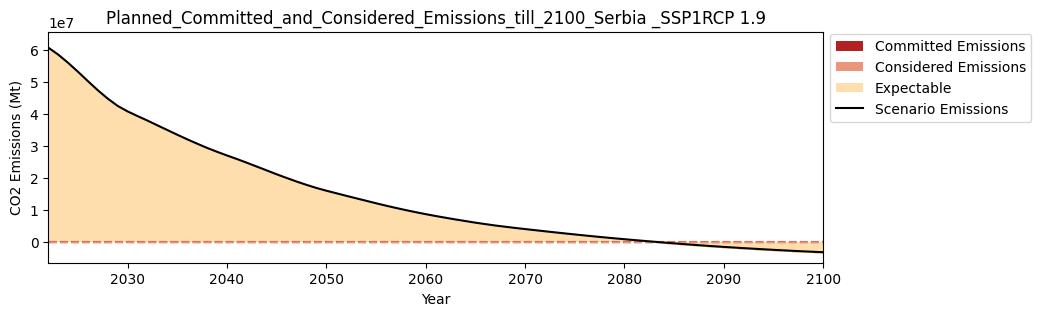 Planned_Committed_and_Considered_Emissions_till_2100_Serbia _SSP1RCP 1.9
1e7
6
5
4
3
2
1
0
CO2 Emissions (Mt)
2030 2040 2050 2060 2070 2080 2090 2100
Year
Committed Emissions
Considered Emissions
Expectable
Scenario Emissions